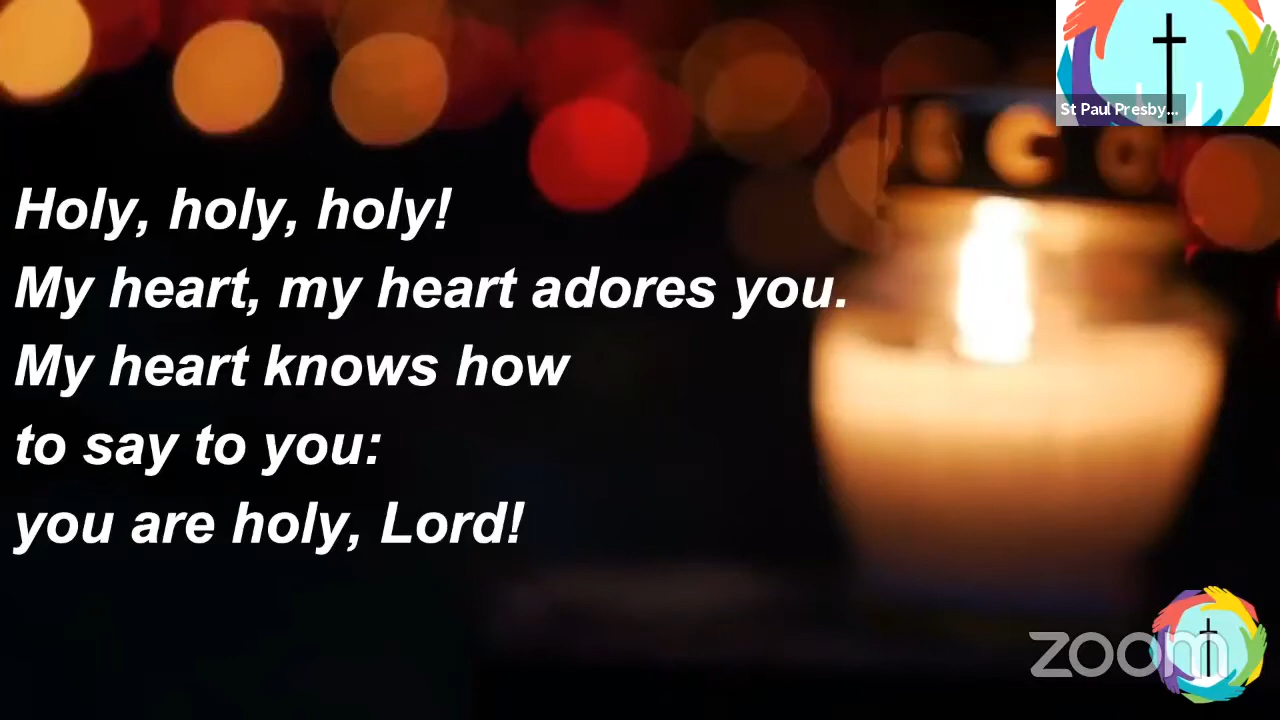 St Paul Presby...
Holy, holy, holy!
My heart, my heart adores you.
My heart knows how
to say to you:
you are holy, Lord!
zoom